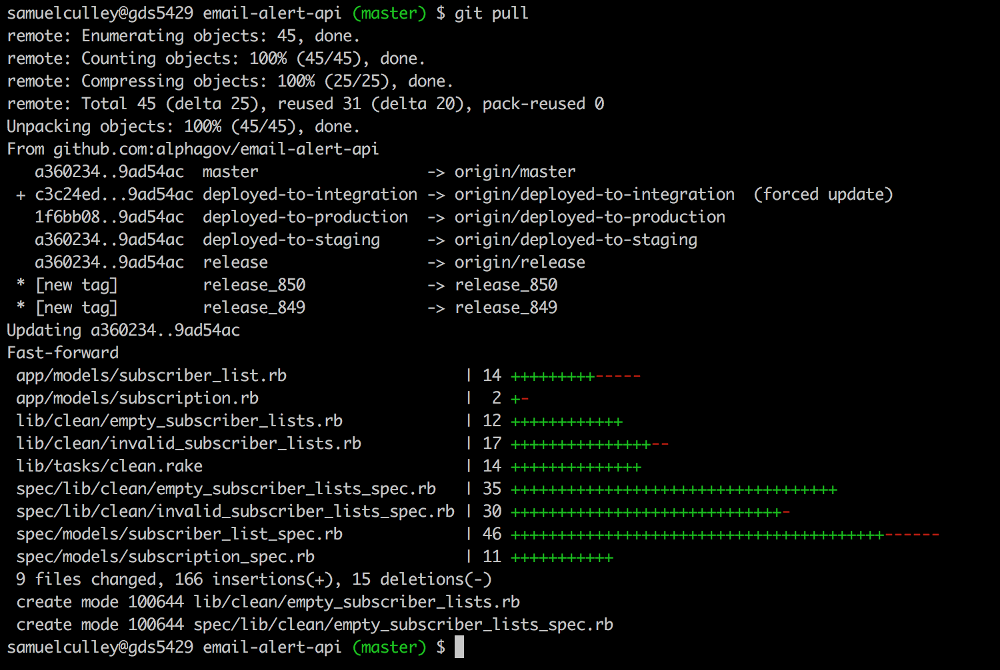 samuelculley@gds5429 email-alert-api (master) $ git pull
remote: Enumerating objects: 45, done.
remote: Counting objects: 100% (45/45), done.
remote: Compressing objects: 100% (25/25), done.
remote: Total 45 (delta 25), reused 31 (delta 20), pack-reused 0
Unpacking objects: 100% (45/45), done.
From github.com:alphagov/email-alert-api
   a360234..9ad54ac  master                  -> origin/master
 + c3c24ed...9ad54ac deployed-to-integration -> origin/deployed-to-integration  (forced update)
   1f6bb08..9ad54ac  deployed-to-production  -> origin/deployed-to-production
   a360234..9ad54ac  deployed-to-staging     -> origin/deployed-to-staging
   a360234..9ad54ac  release                 -> origin/release
 * [new tag]         release_850             -> release_850
 * [new tag]         release_849             -> release_849
Updating a360234..9ad54ac
Fast-forward
 app/models/subscriber_list.rb                   | 14 +++++++++-----
 app/models/subscription.rb                      |  2 +-
 lib/clean/empty_subscriber_lists.rb             | 12 ++++++++++++
 lib/clean/invalid_subscriber_lists.rb           | 17 +++++++++++++++--
 lib/tasks/clean.rake                            | 14 ++++++++++++++
 spec/lib/clean/empty_subscriber_lists_spec.rb   | 35 +++++++++++++++++++++++++++++++++++
 spec/lib/clean/invalid_subscriber_lists_spec.rb | 30 +++++++++++++++++++++++++++++-
 spec/models/subscriber_list_spec.rb             | 46 ++++++++++++++++++++++++++++++++++++++++------
 spec/models/subscription_spec.rb                | 11 +++++++++++
 9 files changed, 166 insertions(+), 15 deletions(-)
 create mode 100644 lib/clean/empty_subscriber_lists.rb
 create mode 100644 spec/lib/clean/empty_subscriber_lists_spec.rb
samuelculley@gds5429 email-alert-api (master) $